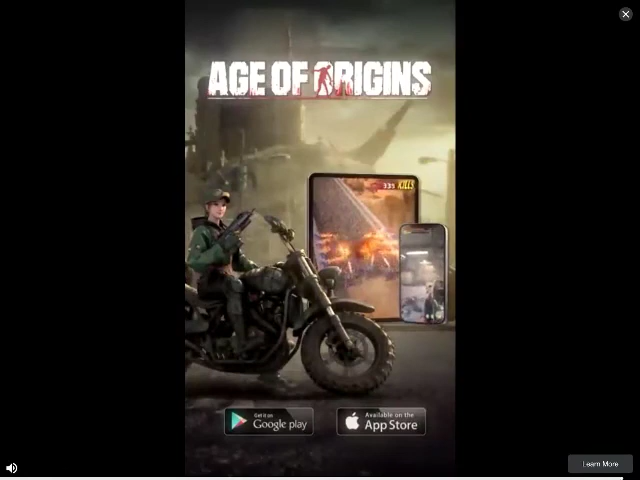 AGE OF ORIGINS
335 KILLS
Get it on
Google play
Available on the
App Store
Learn More